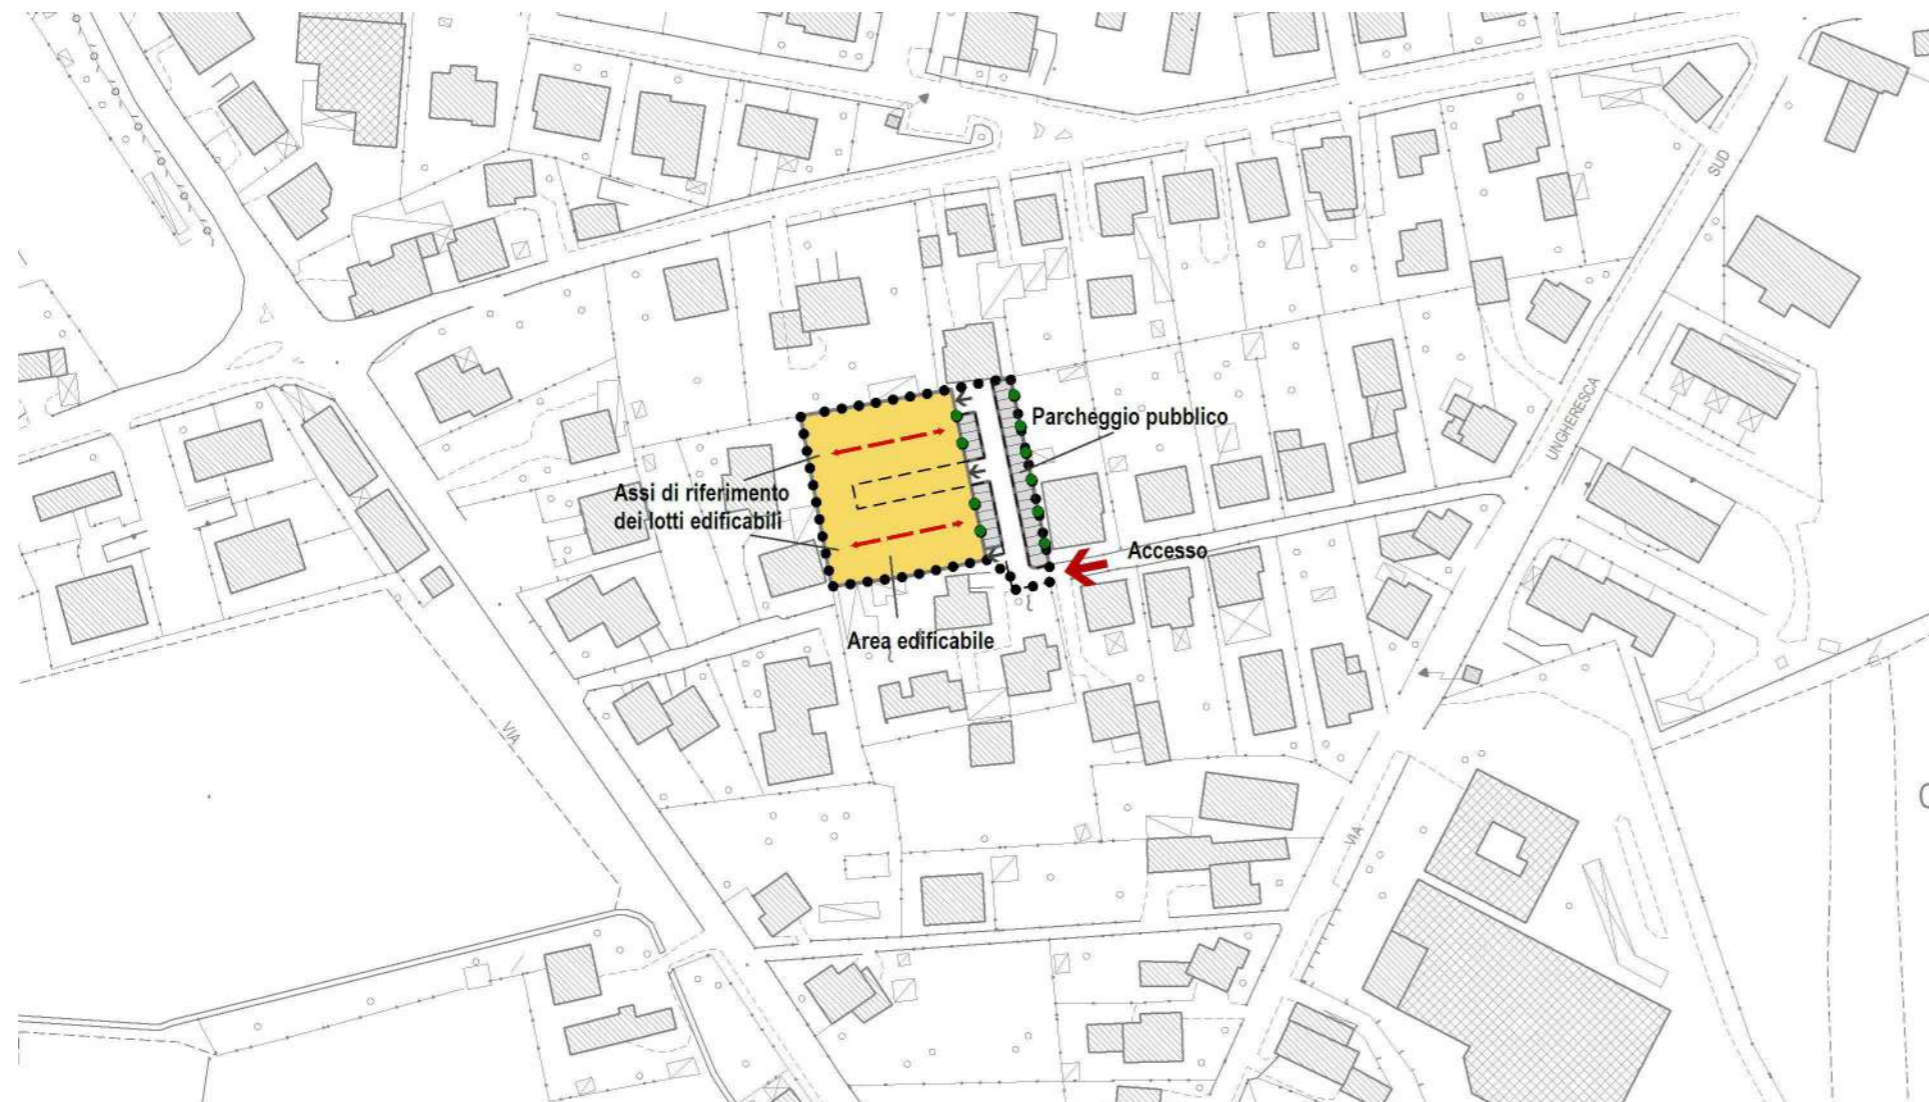 SUD
UNGHERESCA
Parcheggio pubblico
Assi di riferimento
dei lotti edificabili
Accesso
Area edificabile
VIA
VIA